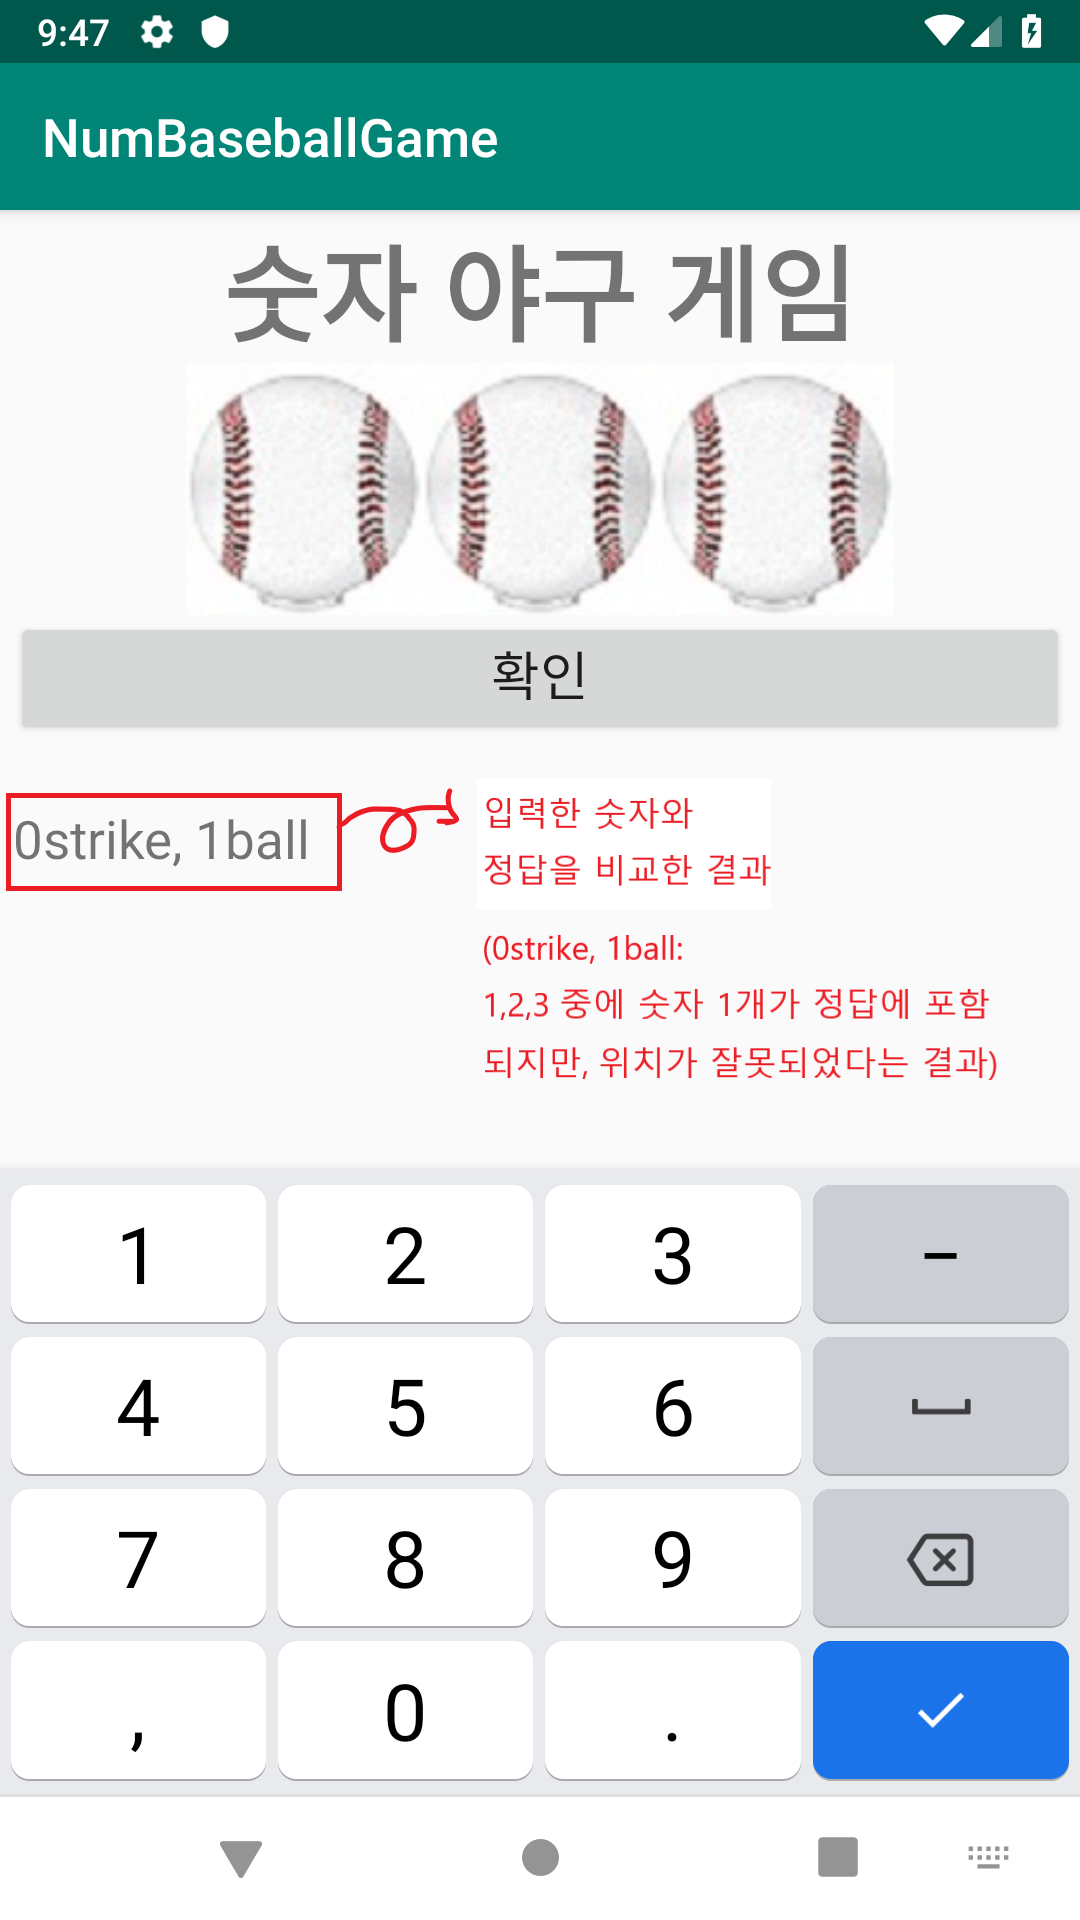 9:47
NumBaseballGame
숫자 야구 게임
확인
0strike, 1ball
입력한 숫자와
정답을 비교한 결과
(0strike, 1ball:
1,2,3 중에 숫자 1개가 정답에 포함
되지만, 위치가 잘못되었다는 결과)
1 2 3 -
4 5 6
7 8 9
, 0 .